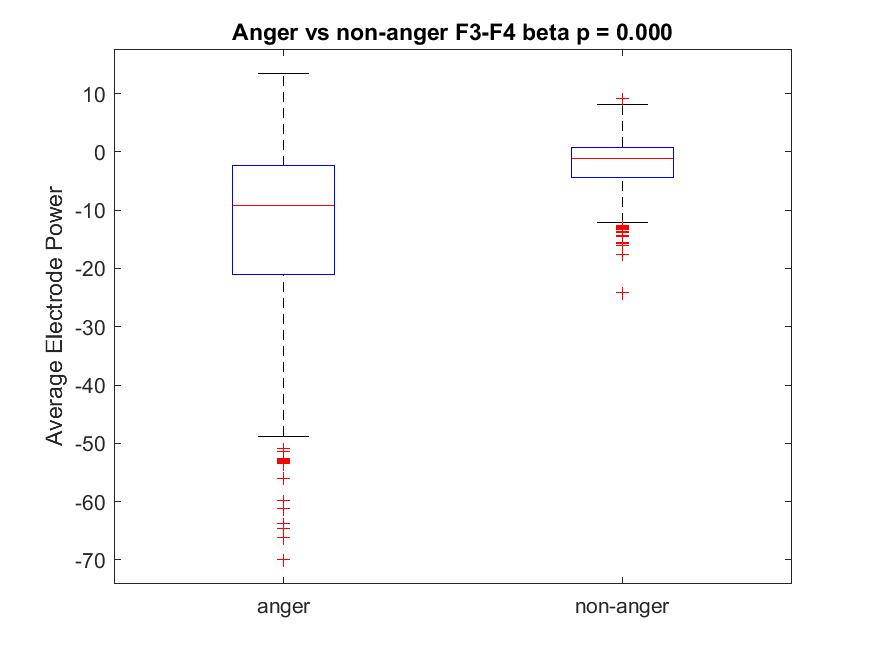 Anger vs non-anger F3-F4 beta p = 0.000
Average Electrode Power
10
0
-10
-20
-30
-40
-50
-60
-70
anger
non-anger